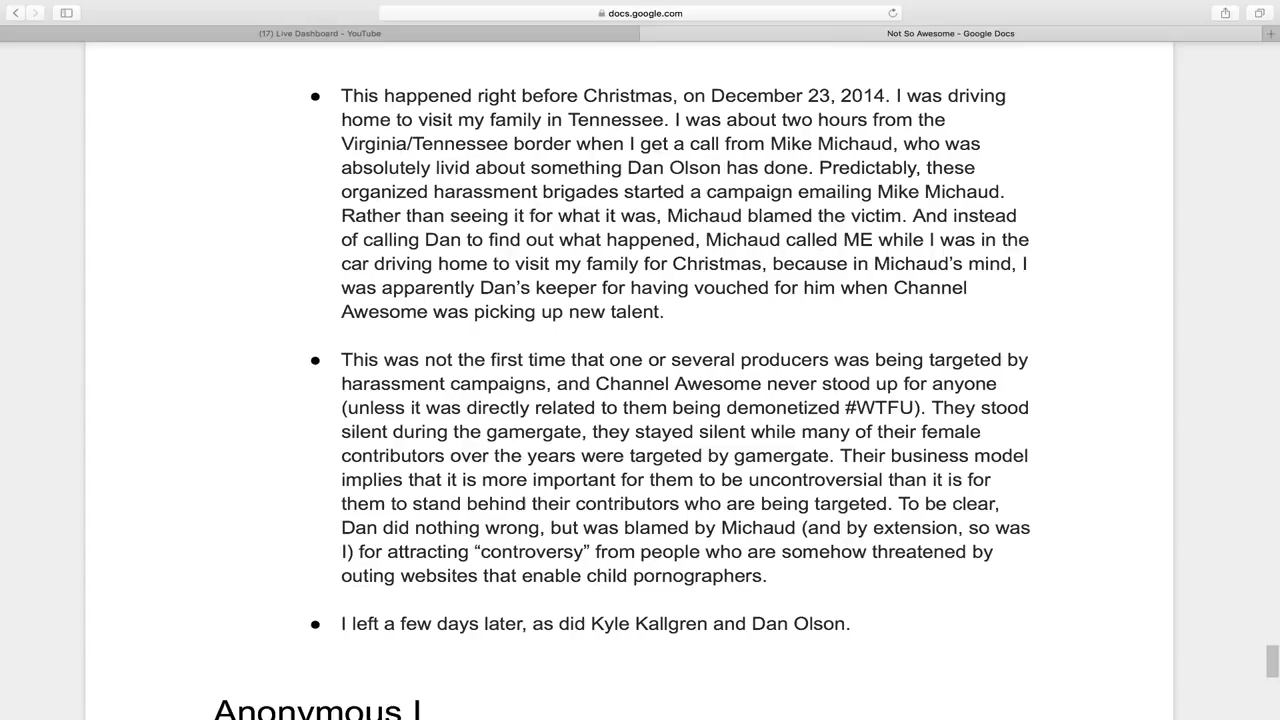 docs.google.com
(17) Live Dashboard - YouTube
Not So Awesome - Google Docs
● This happened right before Christmas, on December 23, 2014. I was driving
home to visit my family in Tennessee. I was about two hours from the
Virginia/Tennessee border when I get a call from Mike Michaud, who was
absolutely livid about something Dan Olson has done. Predictably, these
organized harassment brigades started a campaign emailing Mike Michaud.
Rather than seeing it for what it was, Michaud blamed the victim. And instead
of calling Dan to find out what happened, Michaud called ME while I was in the
car driving home to visit my family for Christmas, because in Michaud’s mind, I
was apparently Dan’s keeper for having vouched for him when Channel
Awesome was picking up new talent.
● This was not the first time that one or several producers was being targeted by
harassment campaigns, and Channel Awesome never stood up for anyone
(unless it was directly related to them being demonetized #WTFU). They stood
silent during the gamergate, they stayed silent while many of their female
contributors over the years were targeted by gamergate. Their business model
implies that it is more important for them to be uncontroversial than it is for
them to stand behind their contributors who are being targeted. To be clear,
Dan did nothing wrong, but was blamed by Michaud (and by extension, so was
I) for attracting “controversy” from people who are somehow threatened by
outing websites that enable child pornographers.
● I left a few days later, as did Kyle Kallgren and Dan Olson.
Anonymous I